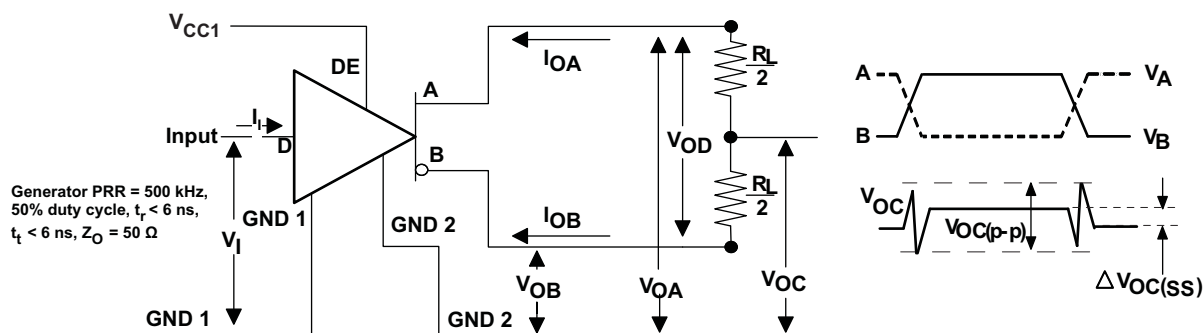 VCC1
DE
IOA
RL
2
A
A
VA
II
Input
D
B
VOD
B
VB
Generator PRR = 500 kHz,
50% duty cycle, tr < 6 ns,
tt < 6 ns, ZO = 50 Ω
GND 1
GND 2
IOB
RL
2
VOC
VOC(p-p)
VI
VOB
VOA
VOC
△ VOC(SS)
GND 1
GND 2